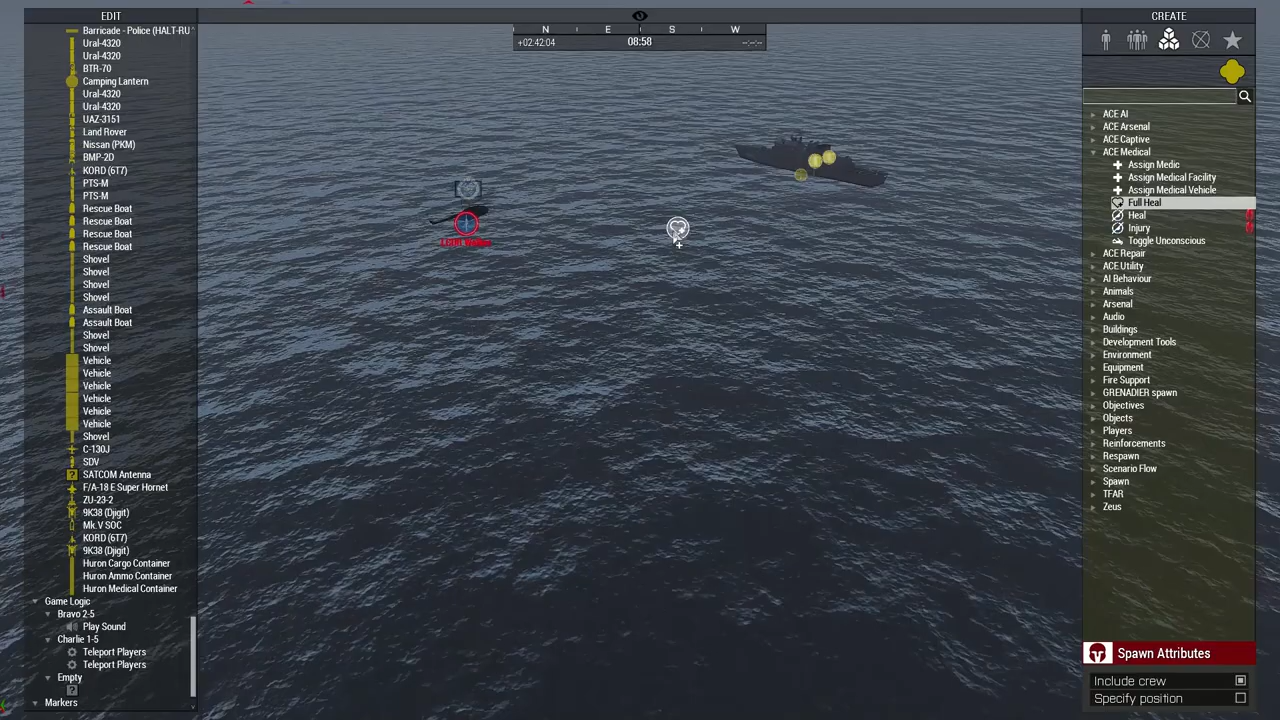 EDIT
Barricade - Police (HALT-RU
Ural-4320
Ural-4320
BTR-70
Camping Lantern
Ural-4320
Ural-4320
UAZ-3151
Land Rover
Nissan (PKM)
BMP-2D
KORD (6T7)
PTS-M
PTS-M
Rescue Boat
Rescue Boat
Rescue Boat
Rescue Boat
Shovel
Shovel
Shovel
Shovel
Assault Boat
Assault Boat
Shovel
Shovel
Vehicle
Vehicle
Vehicle
Vehicle
Vehicle
Vehicle
Shovel
C-130J
SDV
? SATCOM Antenna
F/A-18 E Super Hornet
ZU-23-2
9K38 (Djigit)
Mk.V SOC
KORD (6T7)
9K38 (Djigit)
Huron Cargo Container
Huron Ammo Container
Huron Medical Container
Game Logic
Bravo 2-5
Play Sound
Charlie 1-5
Teleport Players
Teleport Players
Empty
?
Markers
N E S W
+02:42:04 08:58 --:--
CREATE
ACE AI
ACE Arsenal
ACE Captive
ACE Medical
Assign Medic
Assign Medical Facility
Assign Medical Vehicle
Full Heal
Heal
Injury
Toggle Unconscious
ACE Repair
ACE Utility
AI Behaviour
Animals
Arsenal
Audio
Buildings
Development Tools
Environment
Equipment
Fire Support
GRENADIER spawn
Objectives
Objects
Players
Reinforcements
Respawn
Scenario Flow
Spawn
TFAR
Zeus
Spawn Attributes
Include crew
Specify position